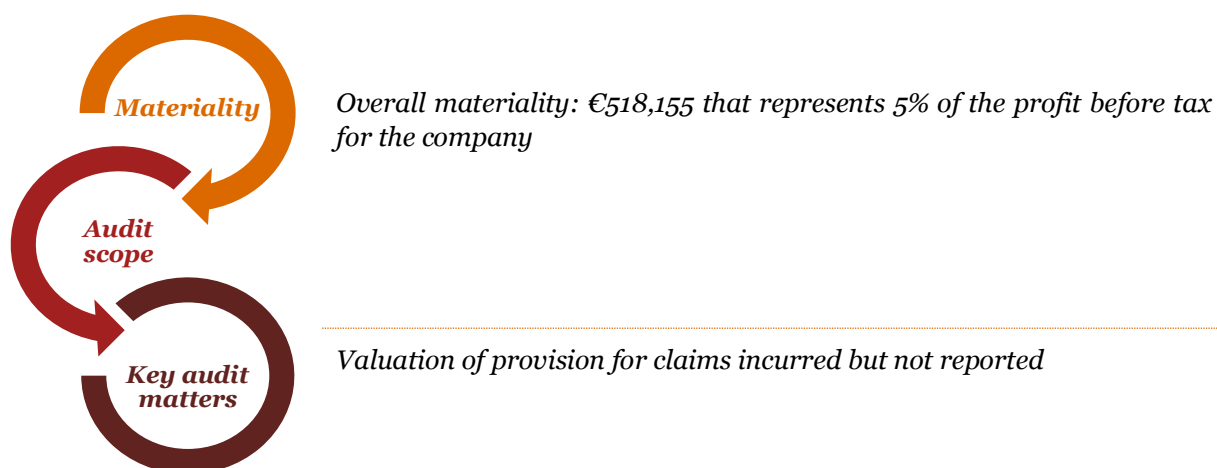 Materiality
Overall materiality: €518,155 that represents 5% of the profit before tax
for the company
Audit
scope
Key audit
matters
Valuation of provision for claims incurred but not reported